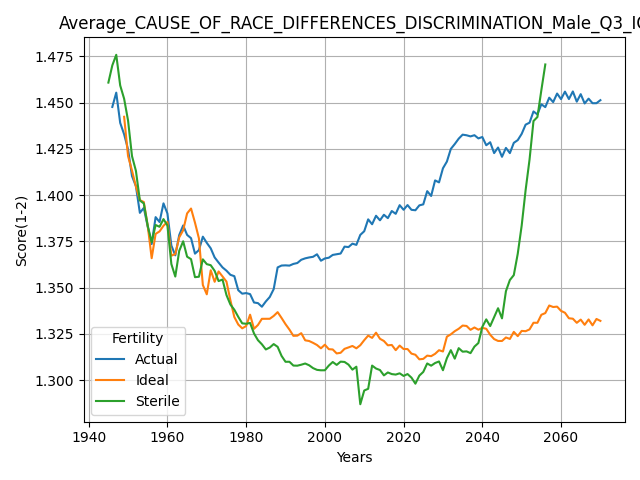 Average_CAUSE_OF_RACE_DIFFERENCES_DISCRIMINATION_Male_Q3_IQ
1.475
1.450
1.425
1.400
1.375
1.350
1.325
1.300
Score(1-2)
Fertility
Actual
Ideal
Sterile
1940 1960 1980 2000 2020 2040 2060
Years